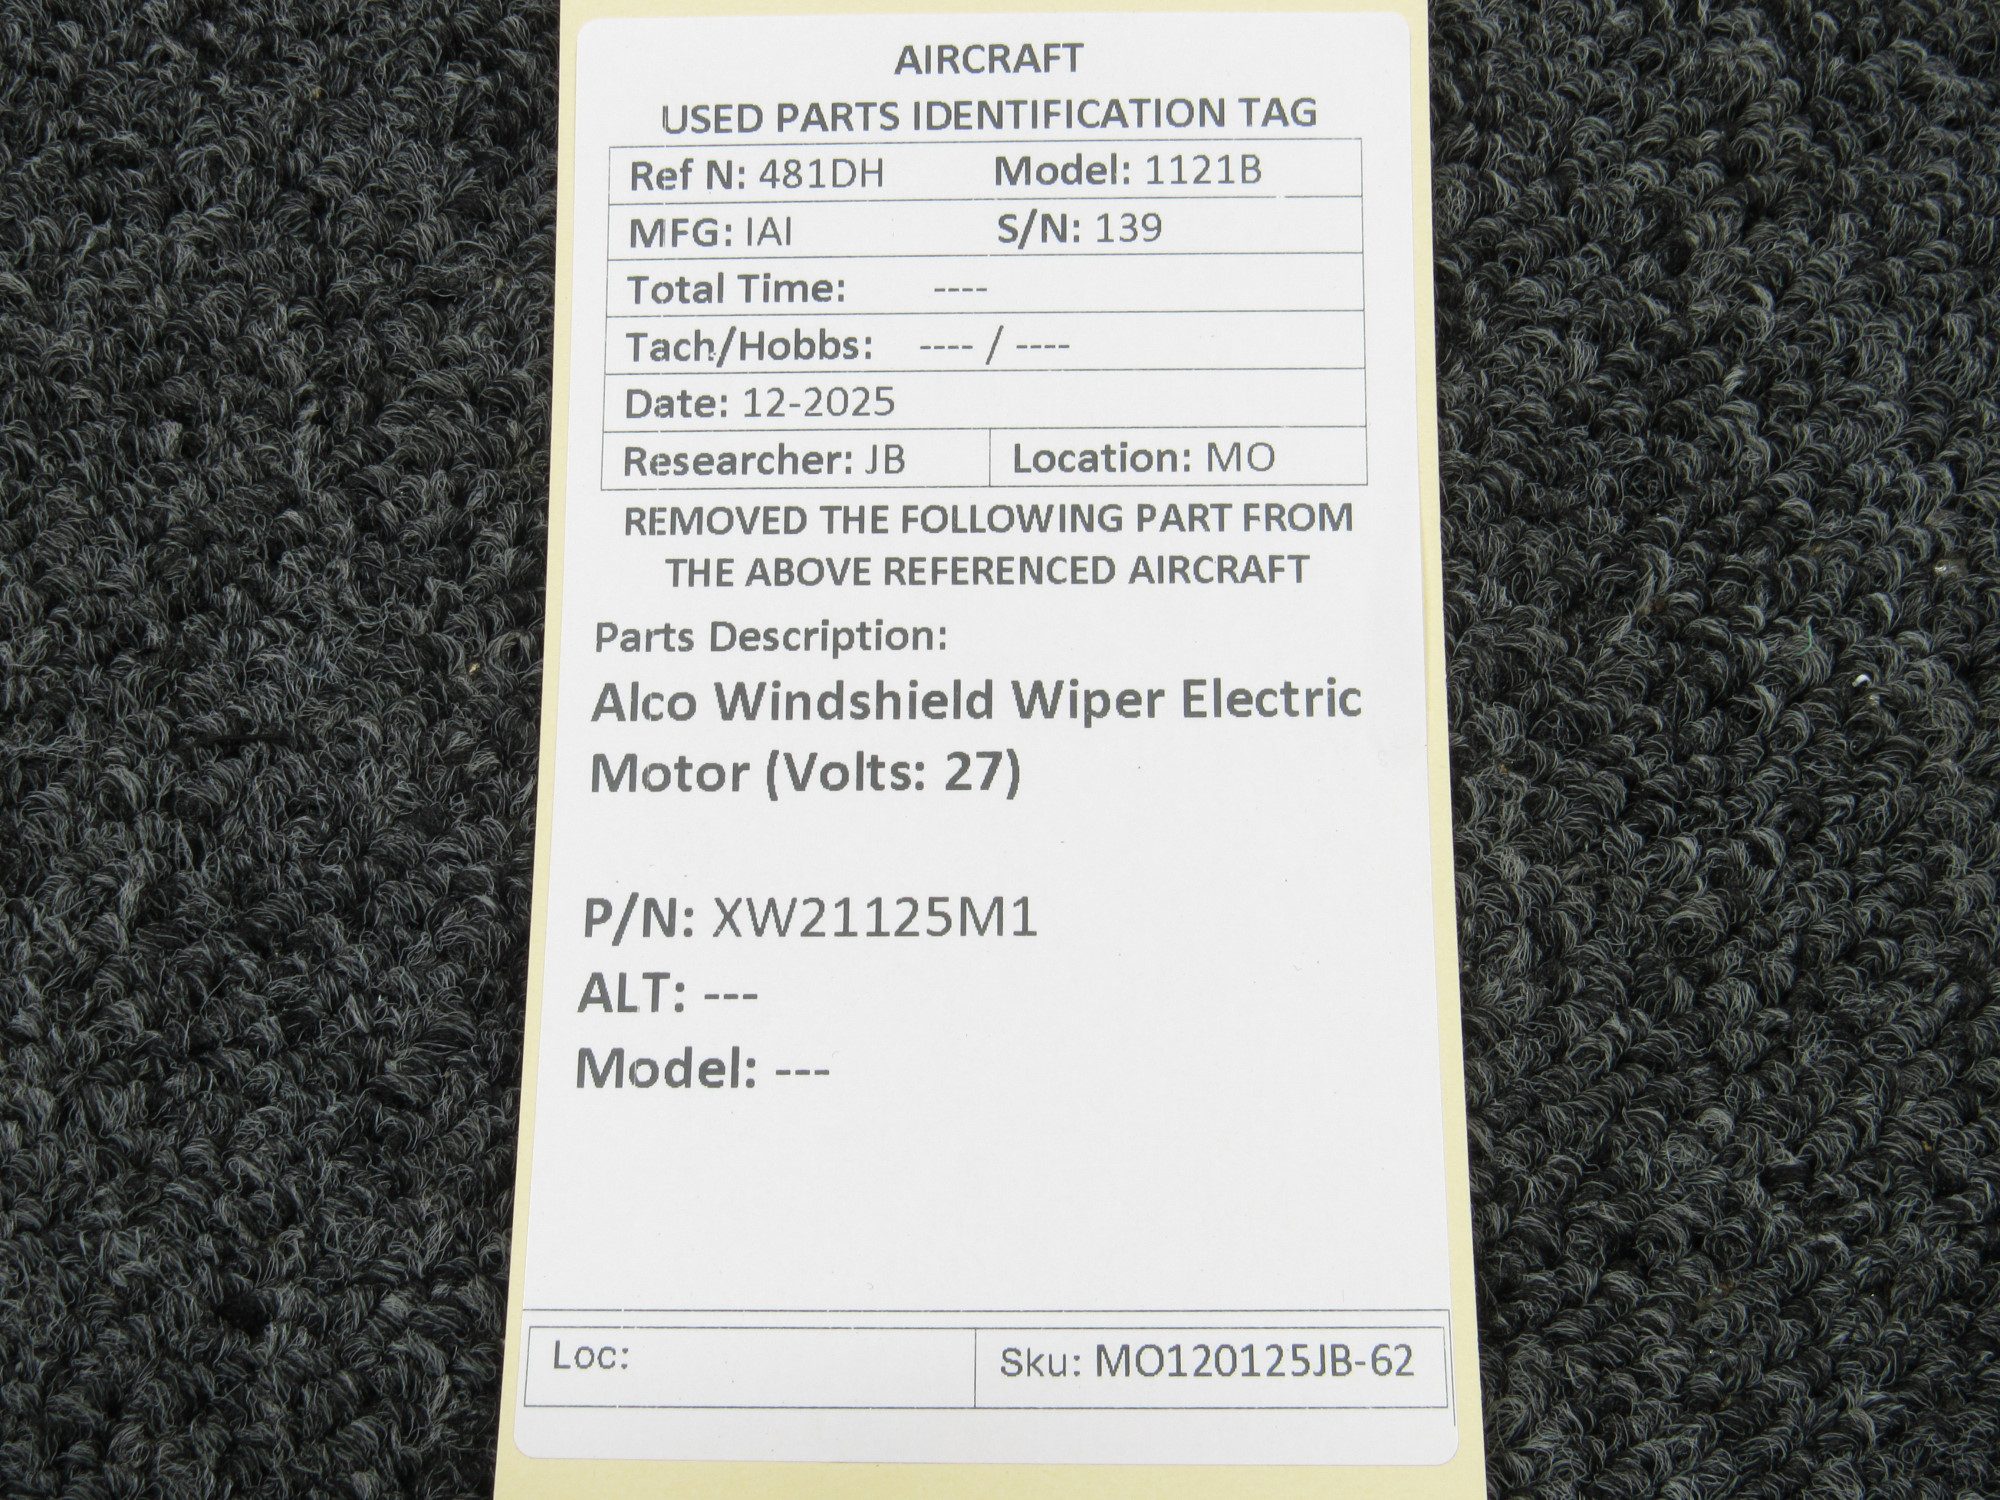 AIRCRAFT
USED PARTS IDENTIFICATION TAG
Ref N: 481DH Model: 1121B
MFG: IAI S/N: 139
Total Time: ----
Tach/Hobbs: ---- / ----
Date: 12-2025
Researcher: JB Location: MO
REMOVED THE FOLLOWING PART FROM
THE ABOVE REFERENCED AIRCRAFT
Parts Description:
Alco Windshield Wiper Electric
Motor (Volts: 27)
P/N: XW21125M1
ALT: ---
Model: ---
Loc: Sku: MO120125JB-62